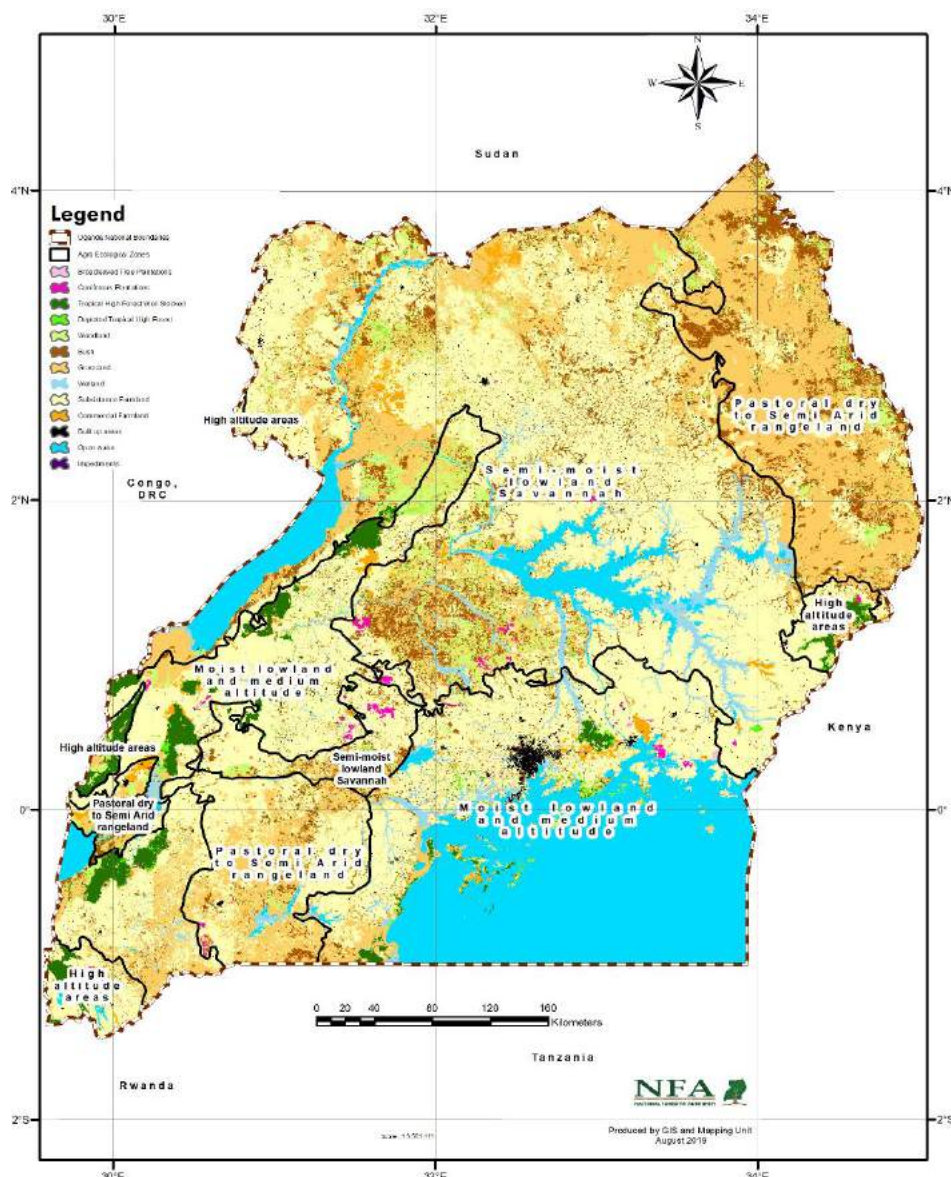 30°E 32°E 34°E
N
W E
S
Sudan
4°N 4°N
Legend
Uganda National Boundaries
Agro Ecological Zones
Broadleaved Tree Plantations
Coniferous Plantations
Tropical High Forest Well Stocked
Depleted Tropical High Forest
Woodland
Bush
Grassland
Wetland
Subsistence Farmland
Commercial Farmland
Built up areas
Open water
Impediments
Pastoral dry
to Semi Arid
rangeland
High altitude areas
Congo,
DRC
Semi-moist
lowland
Savannah
2°N 2°N
High
altitude
areas
Moist lowland
and medium
altitude
Kenya
High altitude areas
Semi-moist
lowland
Savannah
Pastoral dry
to Semi Arid
rangeland
0° 0°
Moist lowland
and medium
altitude
Pastoral dry
to Semi Arid
rangeland
High
altitude
areas
0 20 40 80 120 160
Kilometers
Tanzania
Rwanda
NFA
NATIONAL FORESTRY AUTHORITY
2°S 2°S
Produced by GIS and Mapping Unit
August 2019
30°E 32°E 34°E